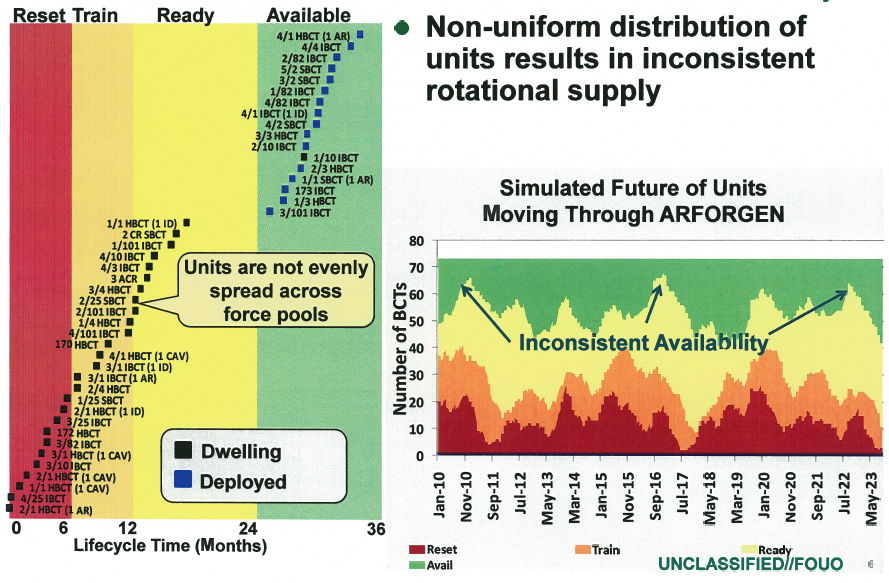 Reset Train Ready Available
4/1 HBCT (1 AR)
4/4 IBCT
2/82 IBCT
5/2 SBCT
3/2 SBCT
1/82 IBCT
4/82 IBCT
4/1 IBCT (1 ID)
4/2 SBCT
3/3 HBCT
2/10 IBCT
1/10 IBCT
2/3 HBCT
1/1 SBCT (1 AR)
173 IBCT
1/3 HBCT
3/101 IBCT
1/1 HBCT (1 ID)
2 CR SBCT
1/101 IBCT
4/10 IBCT
4/3 IBCT
3 ACR
3/4 HBCT
2/25 SBCT
2/101 IBCT
1/4 HBCT
4/101 IBCT
170 HBCT
4/1 HBCT (1 CAV)
3/1 IBCT (1 ID)
3/1 IBCT (1 AR)
2/4 HBCT
1/25 SBCT
2/1 HBCT (1 ID)
3/25 IBCT
172 HBCT
3/82 IBCT
3/1 HBCT (1 CAV)
3/10 IBCT
2/1 HBCT (1 CAV)
1/1 HBCT (1 CAV)
4/25 IBCT
2/1 HBCT (1 AR)
Units are not evenly
spread across
force pools
Dwelling
Deployed
0 6 12 24 36
Lifecycle Time (Months)
• Non-uniform distribution of
units results in inconsistent
rotational supply
Simulated Future of Units
Moving Through ARFORGEN
Number of BCTs
80
70
60
50
40
30
20
10
0
Inconsistent Availability
Jan-10 Nov-10 Sep-11 Jul-12 May-13 Mar-14 Jan-15 Nov-15 Sep-16 Jul-17 May-18 Mar-19 Jan-20 Nov-20 Sep-21 Jul-22 May-23
Reset Train Ready
Avail
UNCLASSIFIED//FOUO 6